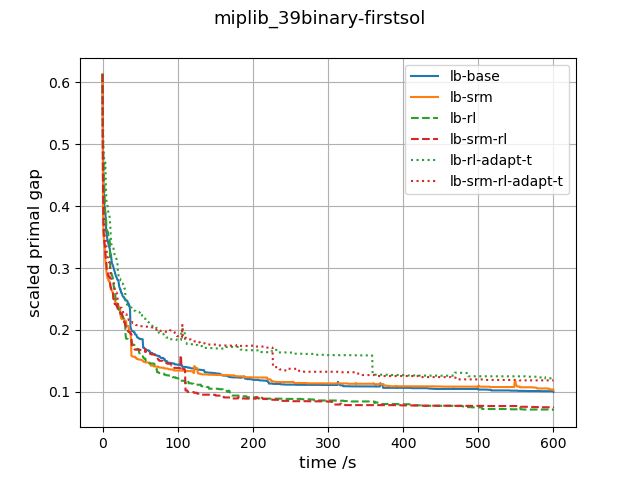 miplib_39binary-firstsol
lb-base
lb-srm
lb-rl
lb-srm-rl
lb-rl-adapt-t
lb-srm-rl-adapt-t
scaled primal gap
0.6
0.5
0.4
0.3
0.2
0.1
0 100 200 300 400 500 600
time /s